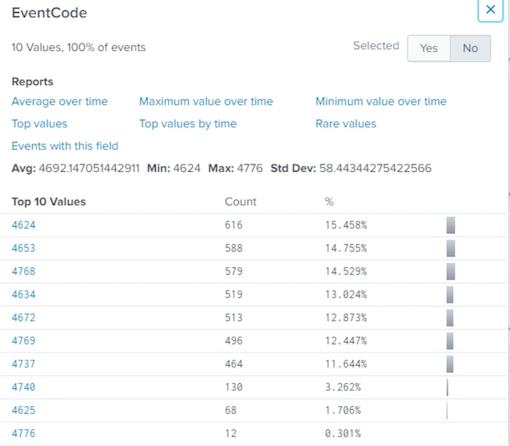 EventCode
10 Values, 100% of events
Selected Yes No
Reports
Average over time Maximum value over time Minimum value over time
Top values Top values by time Rare values
Events with this field
Avg: 4692.147051442911 Min: 4624 Max: 4776 Std Dev: 58.44344275422566
Top 10 Values Count %
4624 616 15.458%
4653 588 14.755%
4768 579 14.529%
4634 519 13.024%
4672 513 12.873%
4769 496 12.447%
4737 464 11.644%
4740 130 3.262%
4625 68 1.706%
4776 12 0.301%